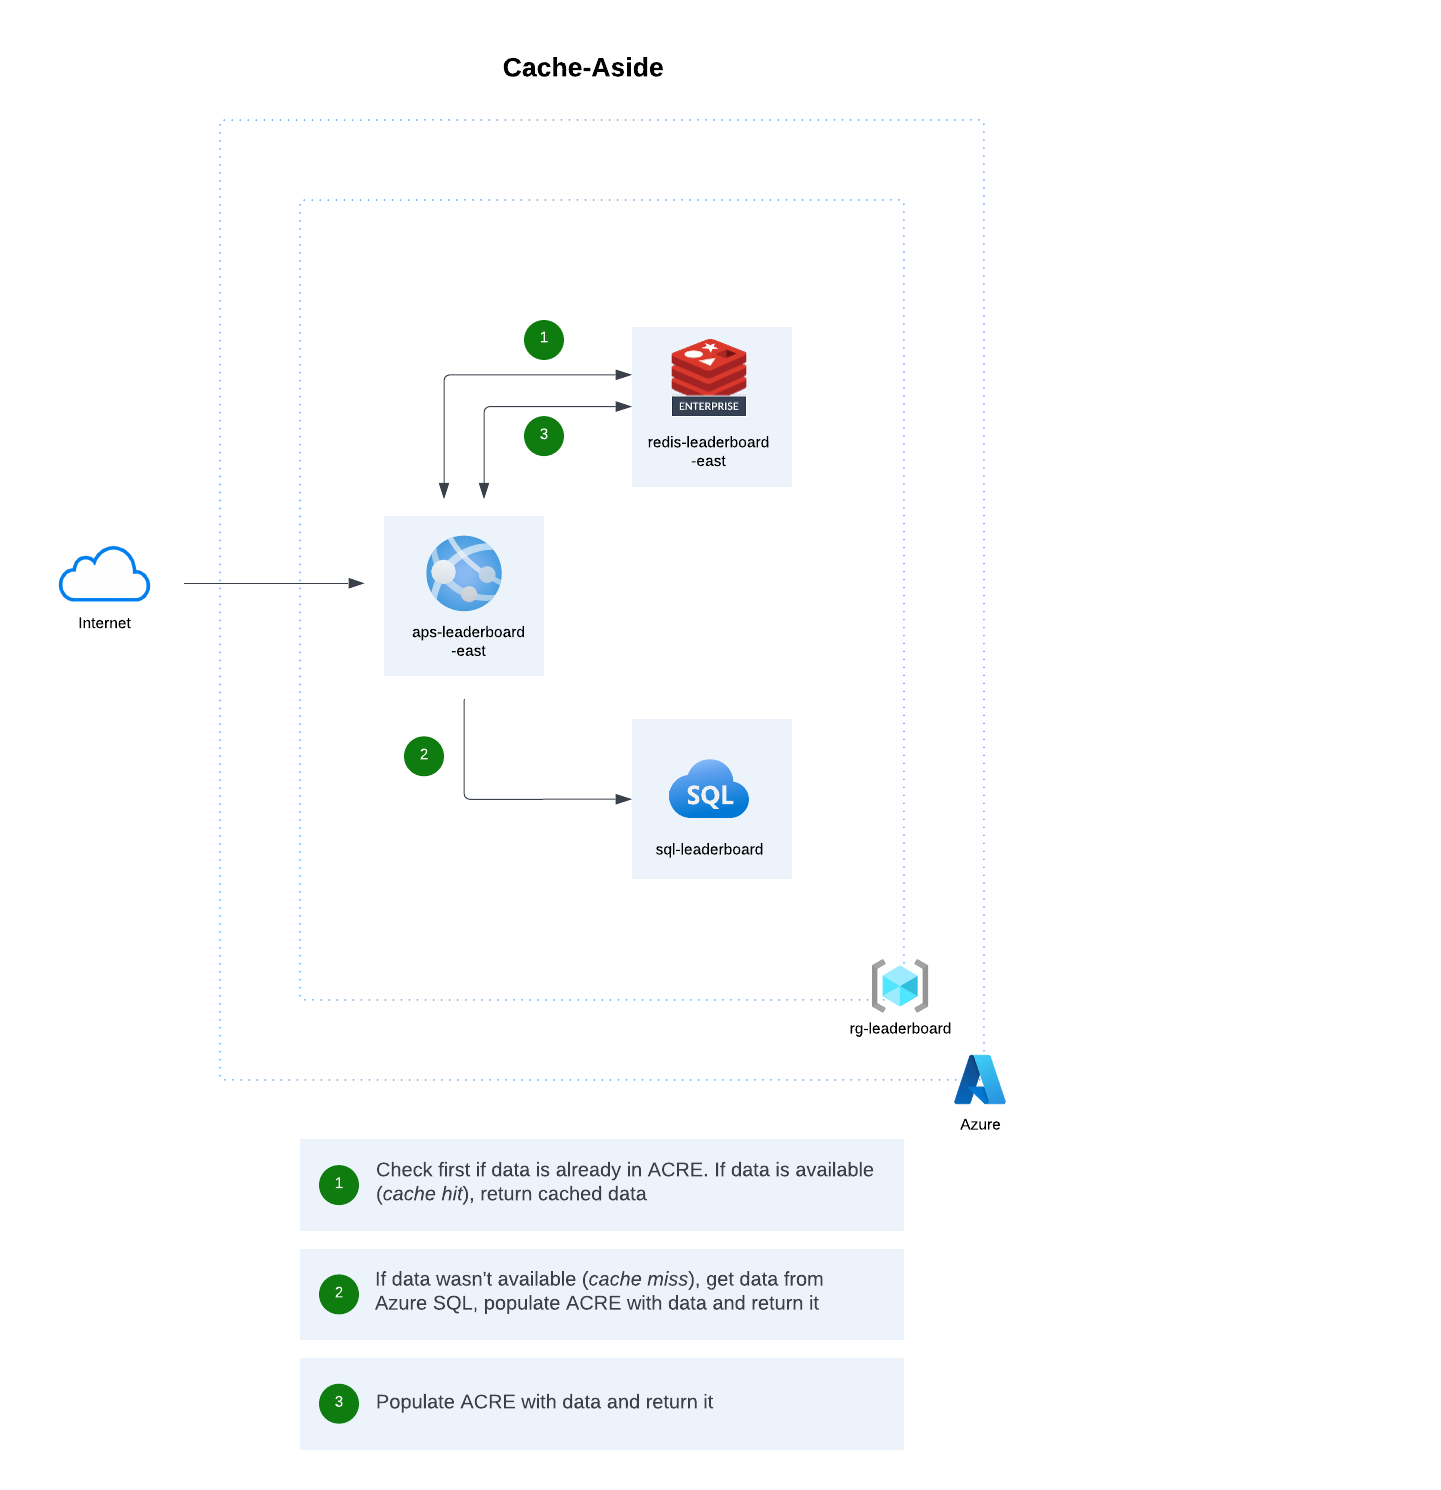 Cache-Aside
1
ENTERPRISE
3
redis-leaderboard
-east
Internet
aps-leaderboard
-east
2
SQL
sql-leaderboard
rg-leaderboard
Azure
1
Check first if data is already in ACRE. If data is available
(cache hit), return cached data
2
If data wasn't available (cache miss), get data from
Azure SQL, populate ACRE with data and return it
3
Populate ACRE with data and return it